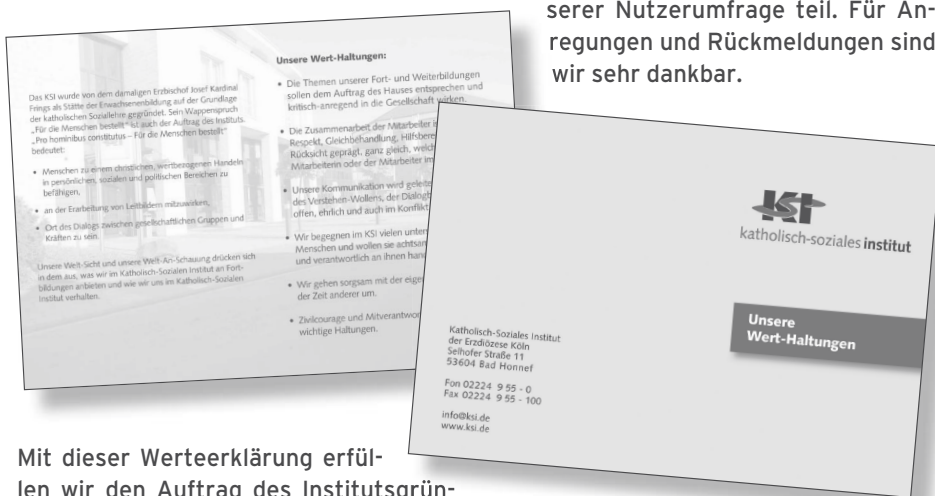 serer Nutzerumfrage teil. Für An-
regungen und Rückmeldungen sind
wir sehr dankbar.
Das KSI wurde von dem damaligen Erzbischof Josef Kardinal
Frings als Stätte der Erwachsenenbildung auf der Grundlage
der katholischen Soziallehre gegründet. Sein Wappenspruch
„Für die Menschen bestellt“ ist auch der Auftrag des Instituts.
„Pro hominibus constitutus – Für die Menschen bestellt“
bedeutet:
• Menschen zu einem christlichen, wertbezogenen Handeln
in persönlichen, sozialen und politischen Bereichen zu
befähigen,
• an der Erarbeitung von Leitbildern mitzuwirken,
• Ort des Dialogs zwischen gesellschaftlichen Gruppen und
Kräften zu sein.
Unsere Welt-Sicht und unsere Welt-An-Schauung drücken sich
in dem aus, was wir im Katholisch-Sozialen Institut an Fort-
bildungen anbieten und wie wir uns im Katholisch-Sozialen
Institut verhalten.
Unsere Wert-Haltungen:
• Die Themen unserer Fort- und Weiterbildungen
sollen dem Auftrag des Hauses entsprechen und
kritisch-anregend in die Gesellschaft wirken.
• Die Zusammenarbeit der Mitarbeiter
Respekt, Gleichbehandlung,
Rücksicht geprägt, ganz gleich,
Mitarbeiterin oder der Mitarbeiter im
• Unsere Kommunikation wird
des Verstehen-Wollens, der
offen, ehrlich und auch im
• Wir begegnen im KSI vielen
Menschen und wollen sie
und verantwortlich an ihnen
• Wir gehen sorgsam mit der
der Zeit anderer um.
• Zivilcourage und
wichtige Haltungen.
KSI
katholisch-soziales institut
Unsere
Wert-Haltungen
Katholisch-Soziales Institut
der Erzdiözese Köln
Selhofer Straße 11
53604 Bad Honnef
Fon 02224 9 55 - 0
Fax 02224 9 55 - 100
info@ksi.de
www.ksi.de
Mit dieser Werteerklärung erfül-
len wir den Auftrag des Institutsgrün-